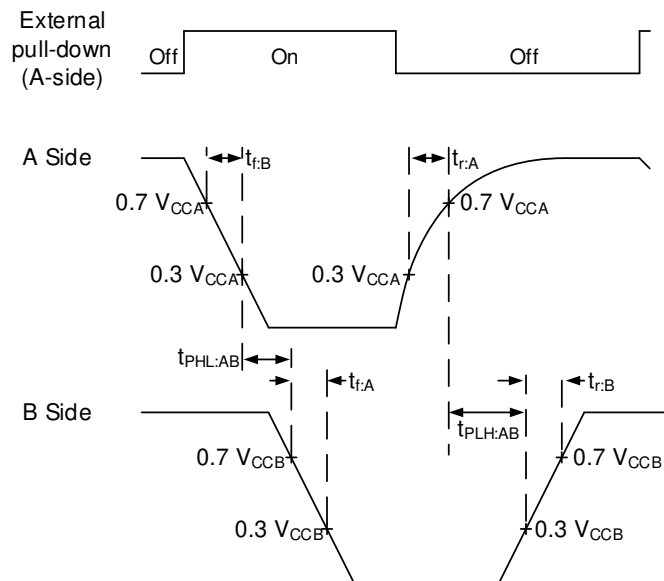 External
pull-down
(A-side)
Off
On
Off
A Side
t_f:B
t_r:A
0.7 V_CCA
0.7 V_CCA
0.3 V_CCA
0.3 V_CCA
t_PHL:AB
t_f:A
t_r:B
B Side
t_PLH:AB
0.7 V_CCB
0.7 V_CCB
0.3 V_CCB
0.3 V_CCB